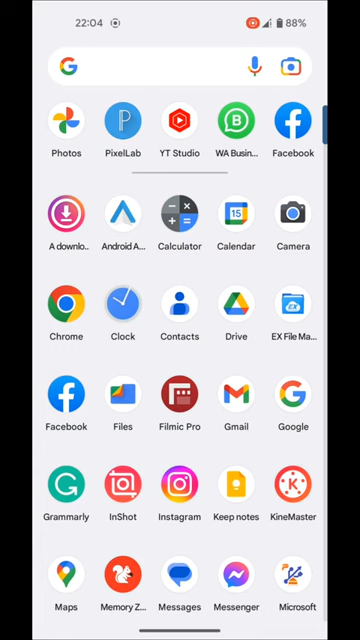 22:04 88%
Photos PixelLab YT Studio WA Busin... Facebook
A downlo.. Android A... Calculator Calendar Camera
Chrome Clock Contacts Drive EX File Ma...
Facebook Files Filmic Pro Gmail Google
Grammarly InShot Instagram Keep notes KineMaster
Maps Memory Z... Messages Messenger Microsoft